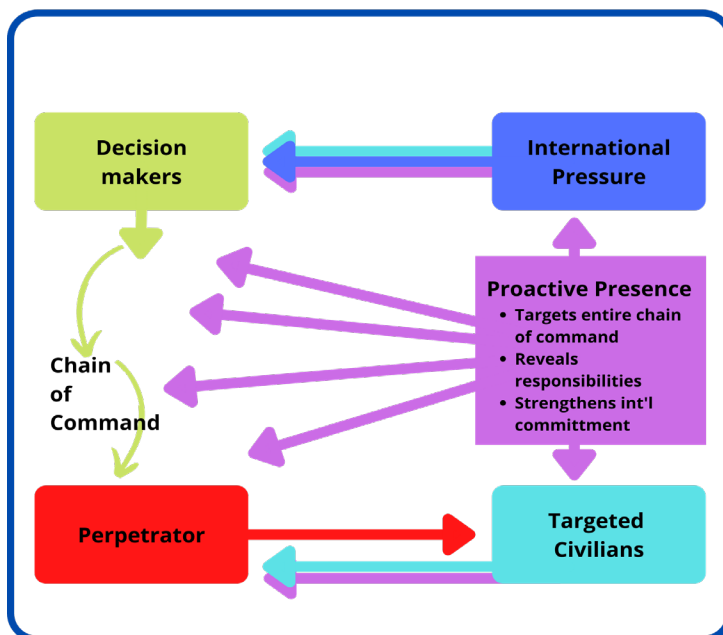 Decision
makers
International
Pressure
Proactive Presence
• Targets entire chain
of command
• Reveals
responsibilities
• Strengthens int'l
committment
Chain
of
Command
Perpetrator
Targeted
Civilians